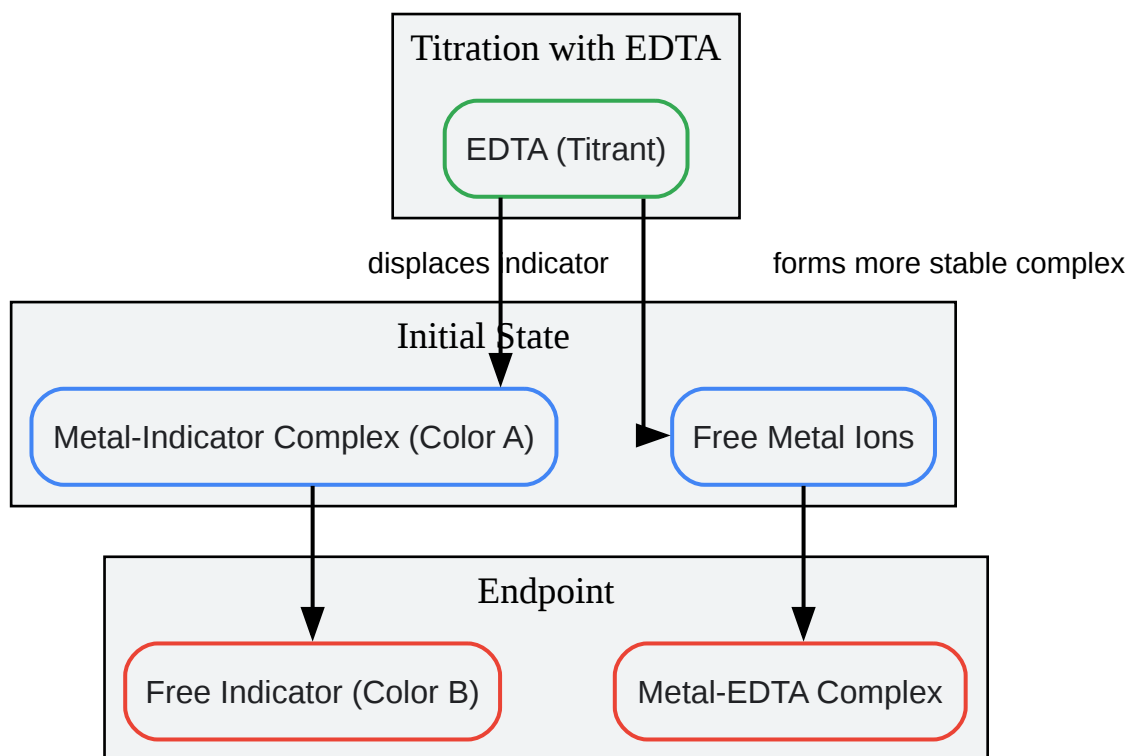 Titration with EDTA
EDTA (Titrant)
displaces indicator
forms more stable complex
Initial State
Metal-Indicator Complex (Color A)
Free Metal Ions
Endpoint
Free Indicator (Color B)
Metal-EDTA Complex